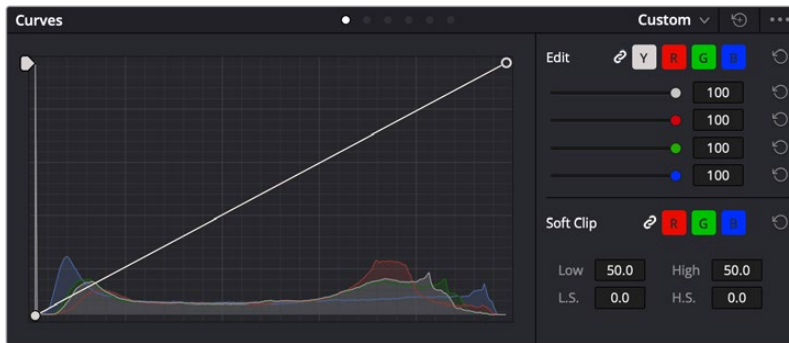 Curves
Custom
Edit Y R G B
100
100
100
100
Soft Clip R G B
Low 50.0 High 50.0
L.S. 0.0 H.S. 0.0